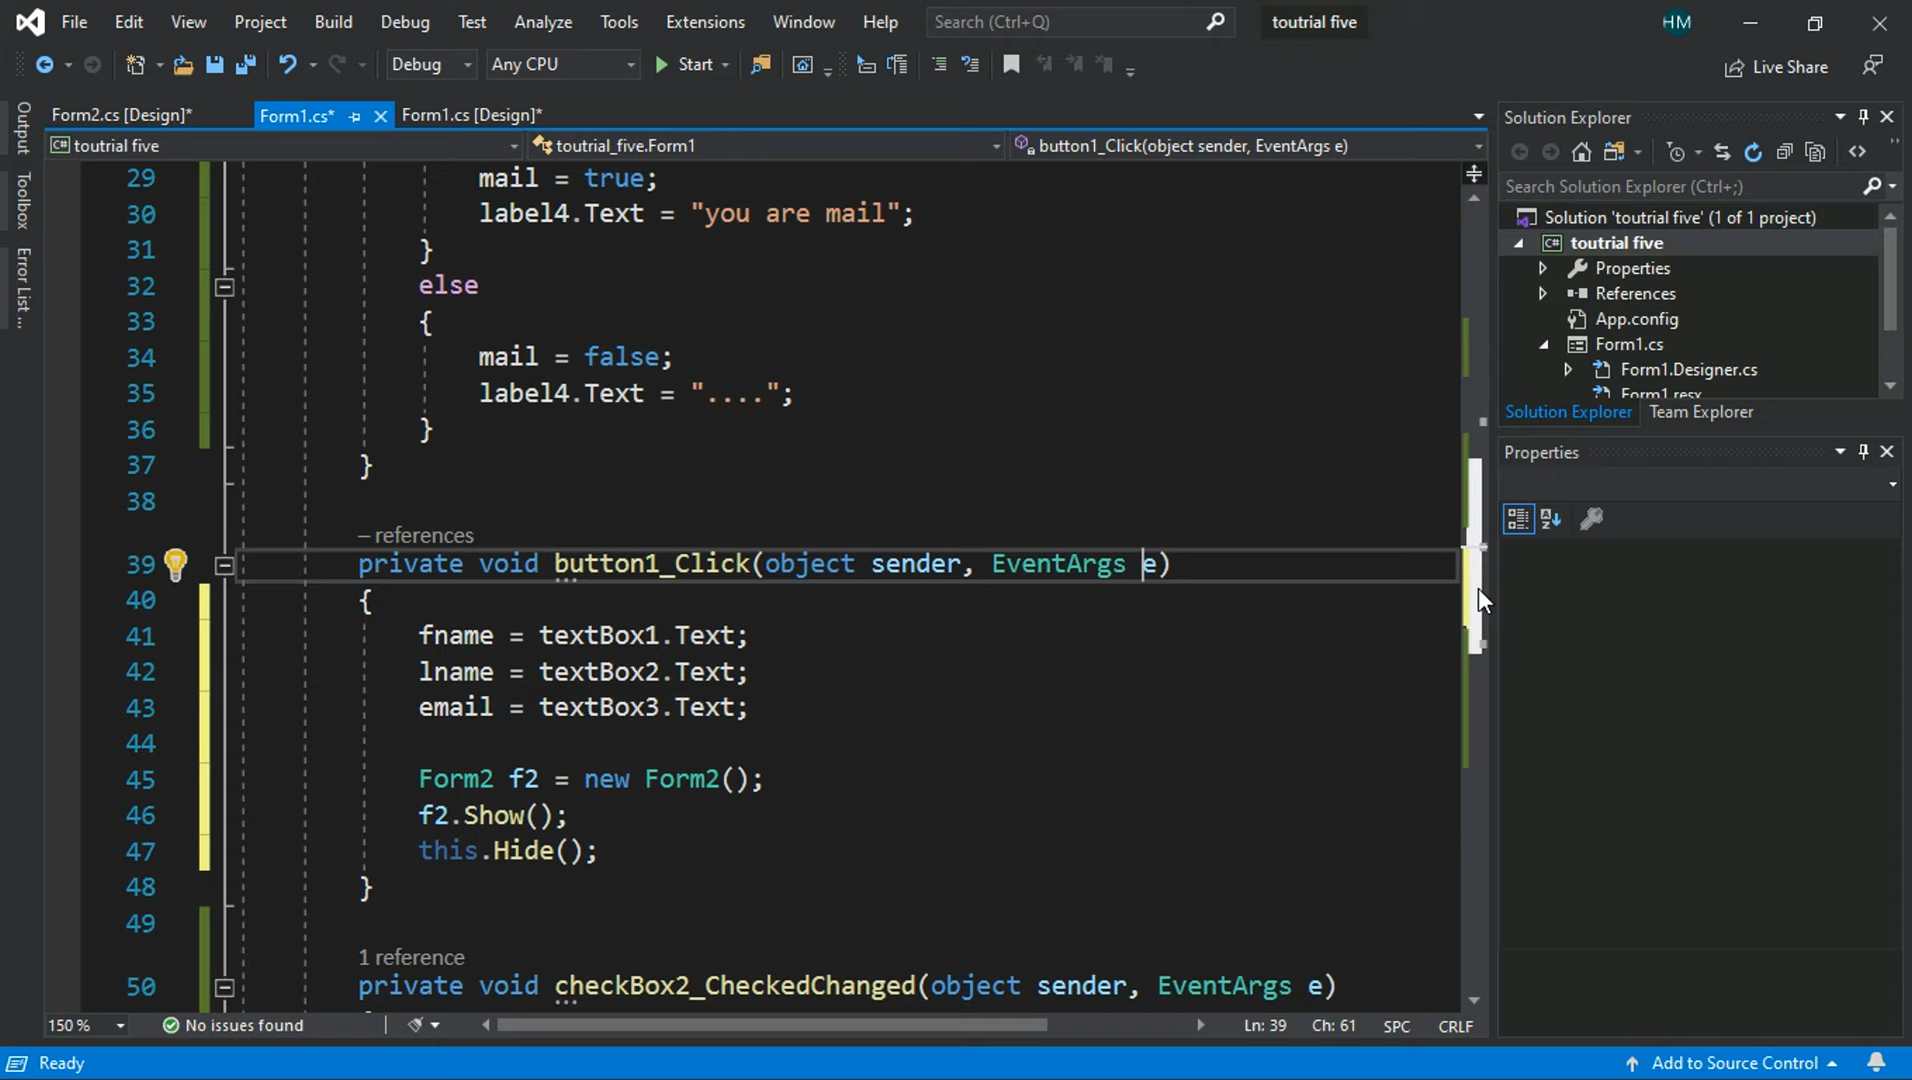 File Edit View Project Build Debug Test Analyze Tools Extensions Window Help Search (Ctrl+Q) toutrial five HM
Debug Any CPU Start Live Share
Form2.cs [Design]* Form1.cs* Form1.cs [Design]*
toutrial five toutrial_five.Form1 button1_Click(object sender, EventArgs e)
Output
Toolbox
Error List ...
29 mail = true;
30 label4.Text = "you are mail";
31 }
32 else
33 {
34 mail = false;
35 label4.Text = "....";
36 }
37 }
38
– references
39 private void button1_Click(object sender, EventArgs e)
40 {
41 fname = textBox1.Text;
42 lname = textBox2.Text;
43 email = textBox3.Text;
44
45 Form2 f2 = new Form2();
46 f2.Show();
47 this.Hide();
48 }
49
1 reference
50 private void checkBox2_CheckedChanged(object sender, EventArgs e)
150 % No issues found Ln: 39 Ch: 61 SPC CRLF
Solution Explorer
Search Solution Explorer (Ctrl+;)
Solution 'toutrial five' (1 of 1 project)
C# toutrial five
Properties
References
App.config
Form1.cs
Form1.Designer.cs
Form1.resx
Solution Explorer Team Explorer
Properties
Ready Add to Source Control